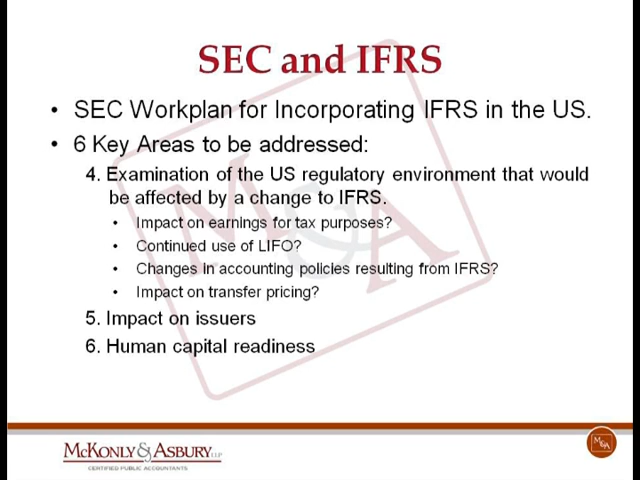 SEC and IFRS
• SEC Workplan for Incorporating IFRS in the US.
• 6 Key Areas to be addressed:
4. Examination of the US regulatory environment that would
be affected by a change to IFRS.
• Impact on earnings for tax purposes?
• Continued use of LIFO?
• Changes in accounting policies resulting from IFRS?
• Impact on transfer pricing?
5. Impact on issuers
6. Human capital readiness
M&A
McKonly & Asbury LLP
CERTIFIED PUBLIC ACCOUNTANTS
M&A